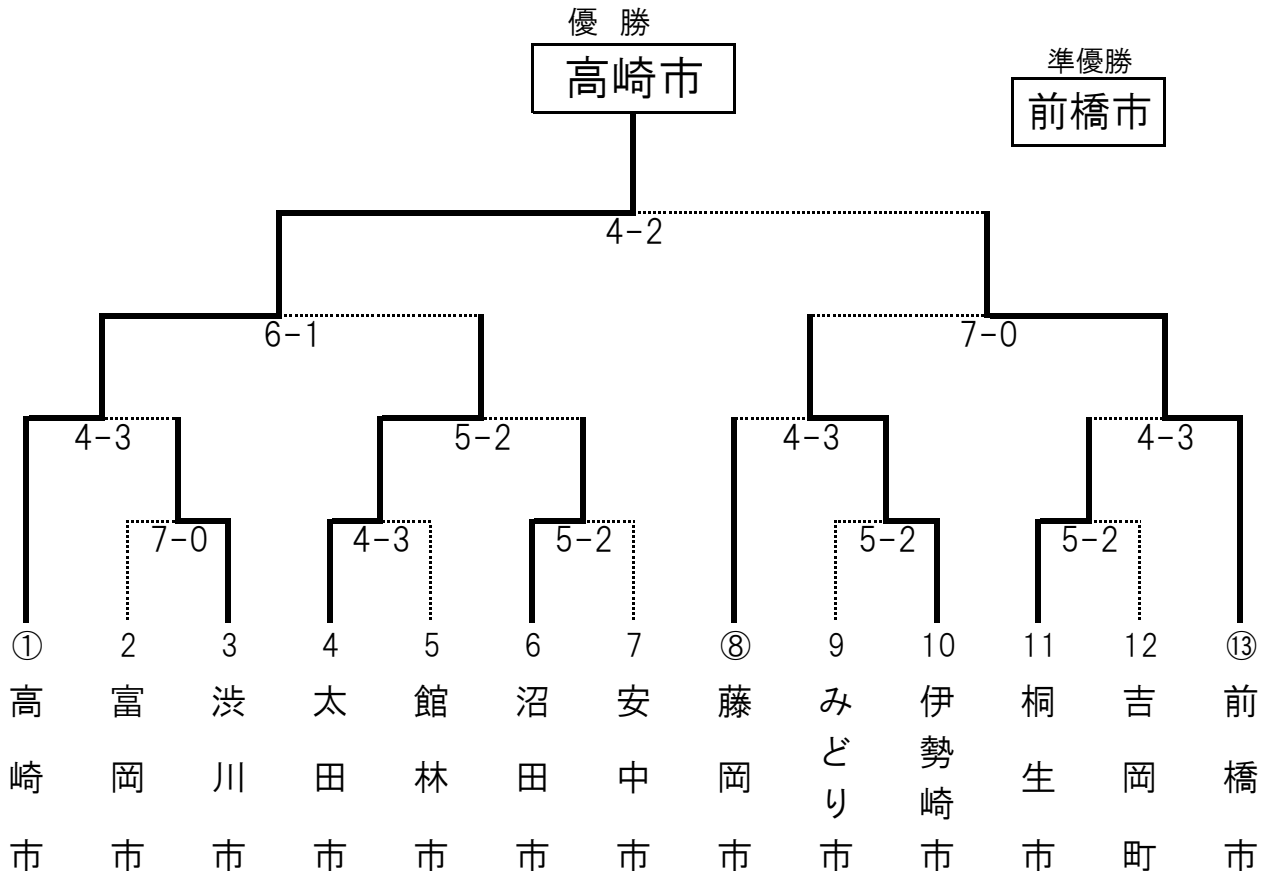 優 勝
高崎市
準優勝
前橋市
4-2
6-1
7-0
4-3
5-2
4-3
4-3
7-0
4-3
5-2
5-2
5-2
① 2 3 4 5 6 7 ⑧ 9 10 11 12 ⑬
高崎市
富岡市
渋川市
太田市
館林市
沼田市
安中市
藤岡市
みどり市
伊勢崎市
桐生市
吉岡町
前橋市